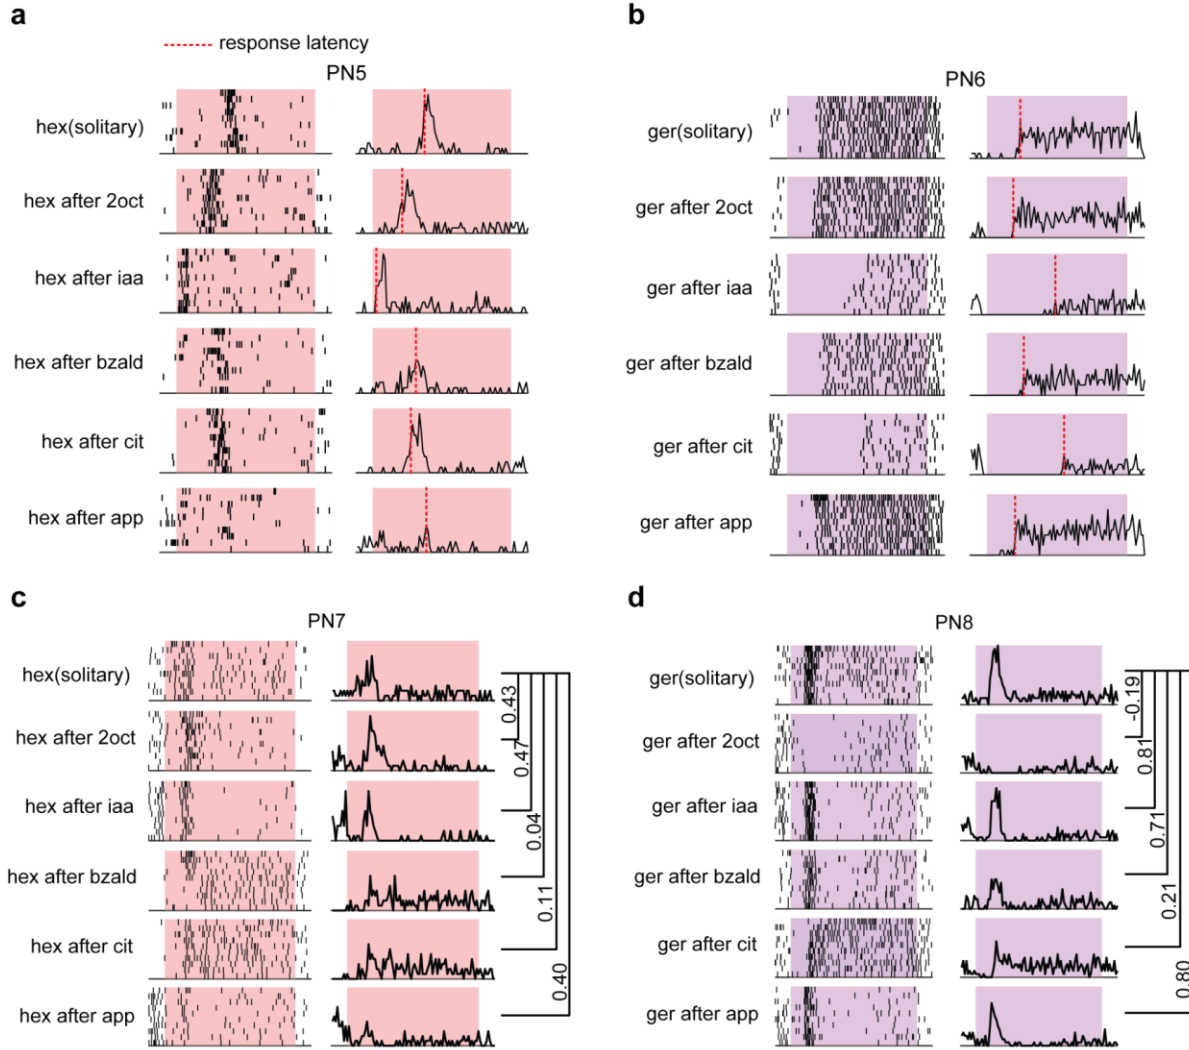 a
response latency
PN5
hex(solitary)
hex after 2oct
hex after iaa
hex after bzald
hex after cit
hex after app
b
PN6
ger(solitary)
ger after 2oct
ger after iaa
ger after bzald
ger after cit
ger after app
c
PN7
hex(solitary)
hex after 2oct
hex after iaa
hex after bzald
hex after cit
hex after app
0.43
0.47
0.04
0.11
0.40
d
PN8
ger(solitary)
ger after 2oct
ger after iaa
ger after bzald
ger after cit
ger after app
-0.19
0.81
0.71
0.21
0.80